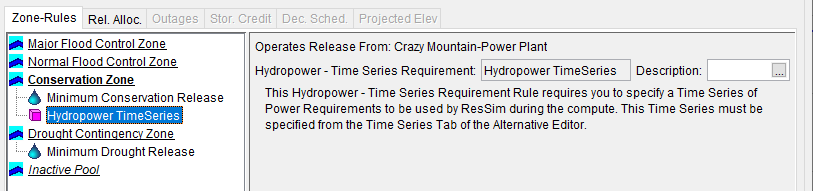 Zone-Rules Rel. Alloc. Outages Stor. Credit Dec. Sched. Projected Elev
Major Flood Control Zone
Normal Flood Control Zone
Conservation Zone
Minimum Conservation Release
Hydropower TimeSeries
Drought Contingency Zone
Minimum Drought Release
Inactive Pool
Operates Release From: Crazy Mountain-Power Plant
Hydropower - Time Series Requirement: Hydropower TimeSeries Description: ...
This Hydropower - Time Series Requirement Rule requires you to specify a Time Series of
Power Requirements to be used by ResSim during the compute. This Time Series must be
specified from the Time Series Tab of the Alternative Editor.